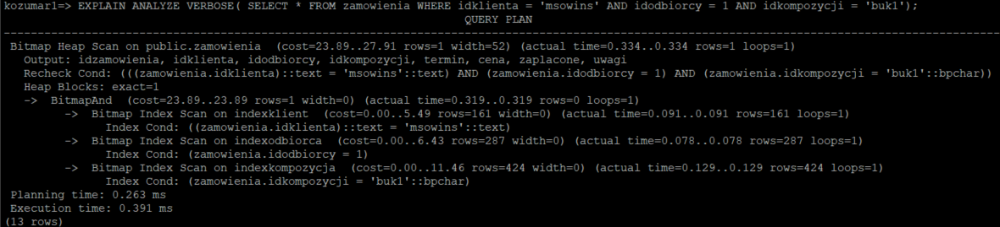 kozumar1=> EXPLAIN ANALYZE VERBOSE( SELECT * FROM zamowienia WHERE idklienta = 'msowins' AND idodbiorcy = 1 AND idkompozycji = 'buk1');
QUERY PLAN
--------------------------------------------------------------------------------------------------------------------------------------------------
Bitmap Heap Scan on public.zamowienia  (cost=23.89..27.91 rows=1 width=52) (actual time=0.334..0.334 rows=1 loops=1)
Output: idzamowienia, idklienta, idodbiorcy, idkompozycji, termin, cena, zaplacone, uwagi
Recheck Cond: (((zamowienia.idklienta)::text = 'msowins'::text) AND (zamowienia.idodbiorcy = 1) AND (zamowienia.idkompozycji = 'buk1'::bpchar))
Heap Blocks: exact=1
->  BitmapAnd  (cost=23.89..23.89 rows=1 width=0) (actual time=0.319..0.319 rows=0 loops=1)
->  Bitmap Index Scan on indexklient  (cost=0.00..5.49 rows=161 width=0) (actual time=0.091..0.091 rows=161 loops=1)
Index Cond: ((zamowienia.idklienta)::text = 'msowins'::text)
->  Bitmap Index Scan on indexodbiorca  (cost=0.00..6.43 rows=287 width=0) (actual time=0.078..0.078 rows=287 loops=1)
Index Cond: (zamowienia.idodbiorcy = 1)
->  Bitmap Index Scan on indexkompozycja  (cost=0.00..11.46 rows=424 width=0) (actual time=0.129..0.129 rows=424 loops=1)
Index Cond: (zamowienia.idkompozycji = 'buk1'::bpchar)
Planning time: 0.263 ms
Execution time: 0.391 ms
(13 rows)